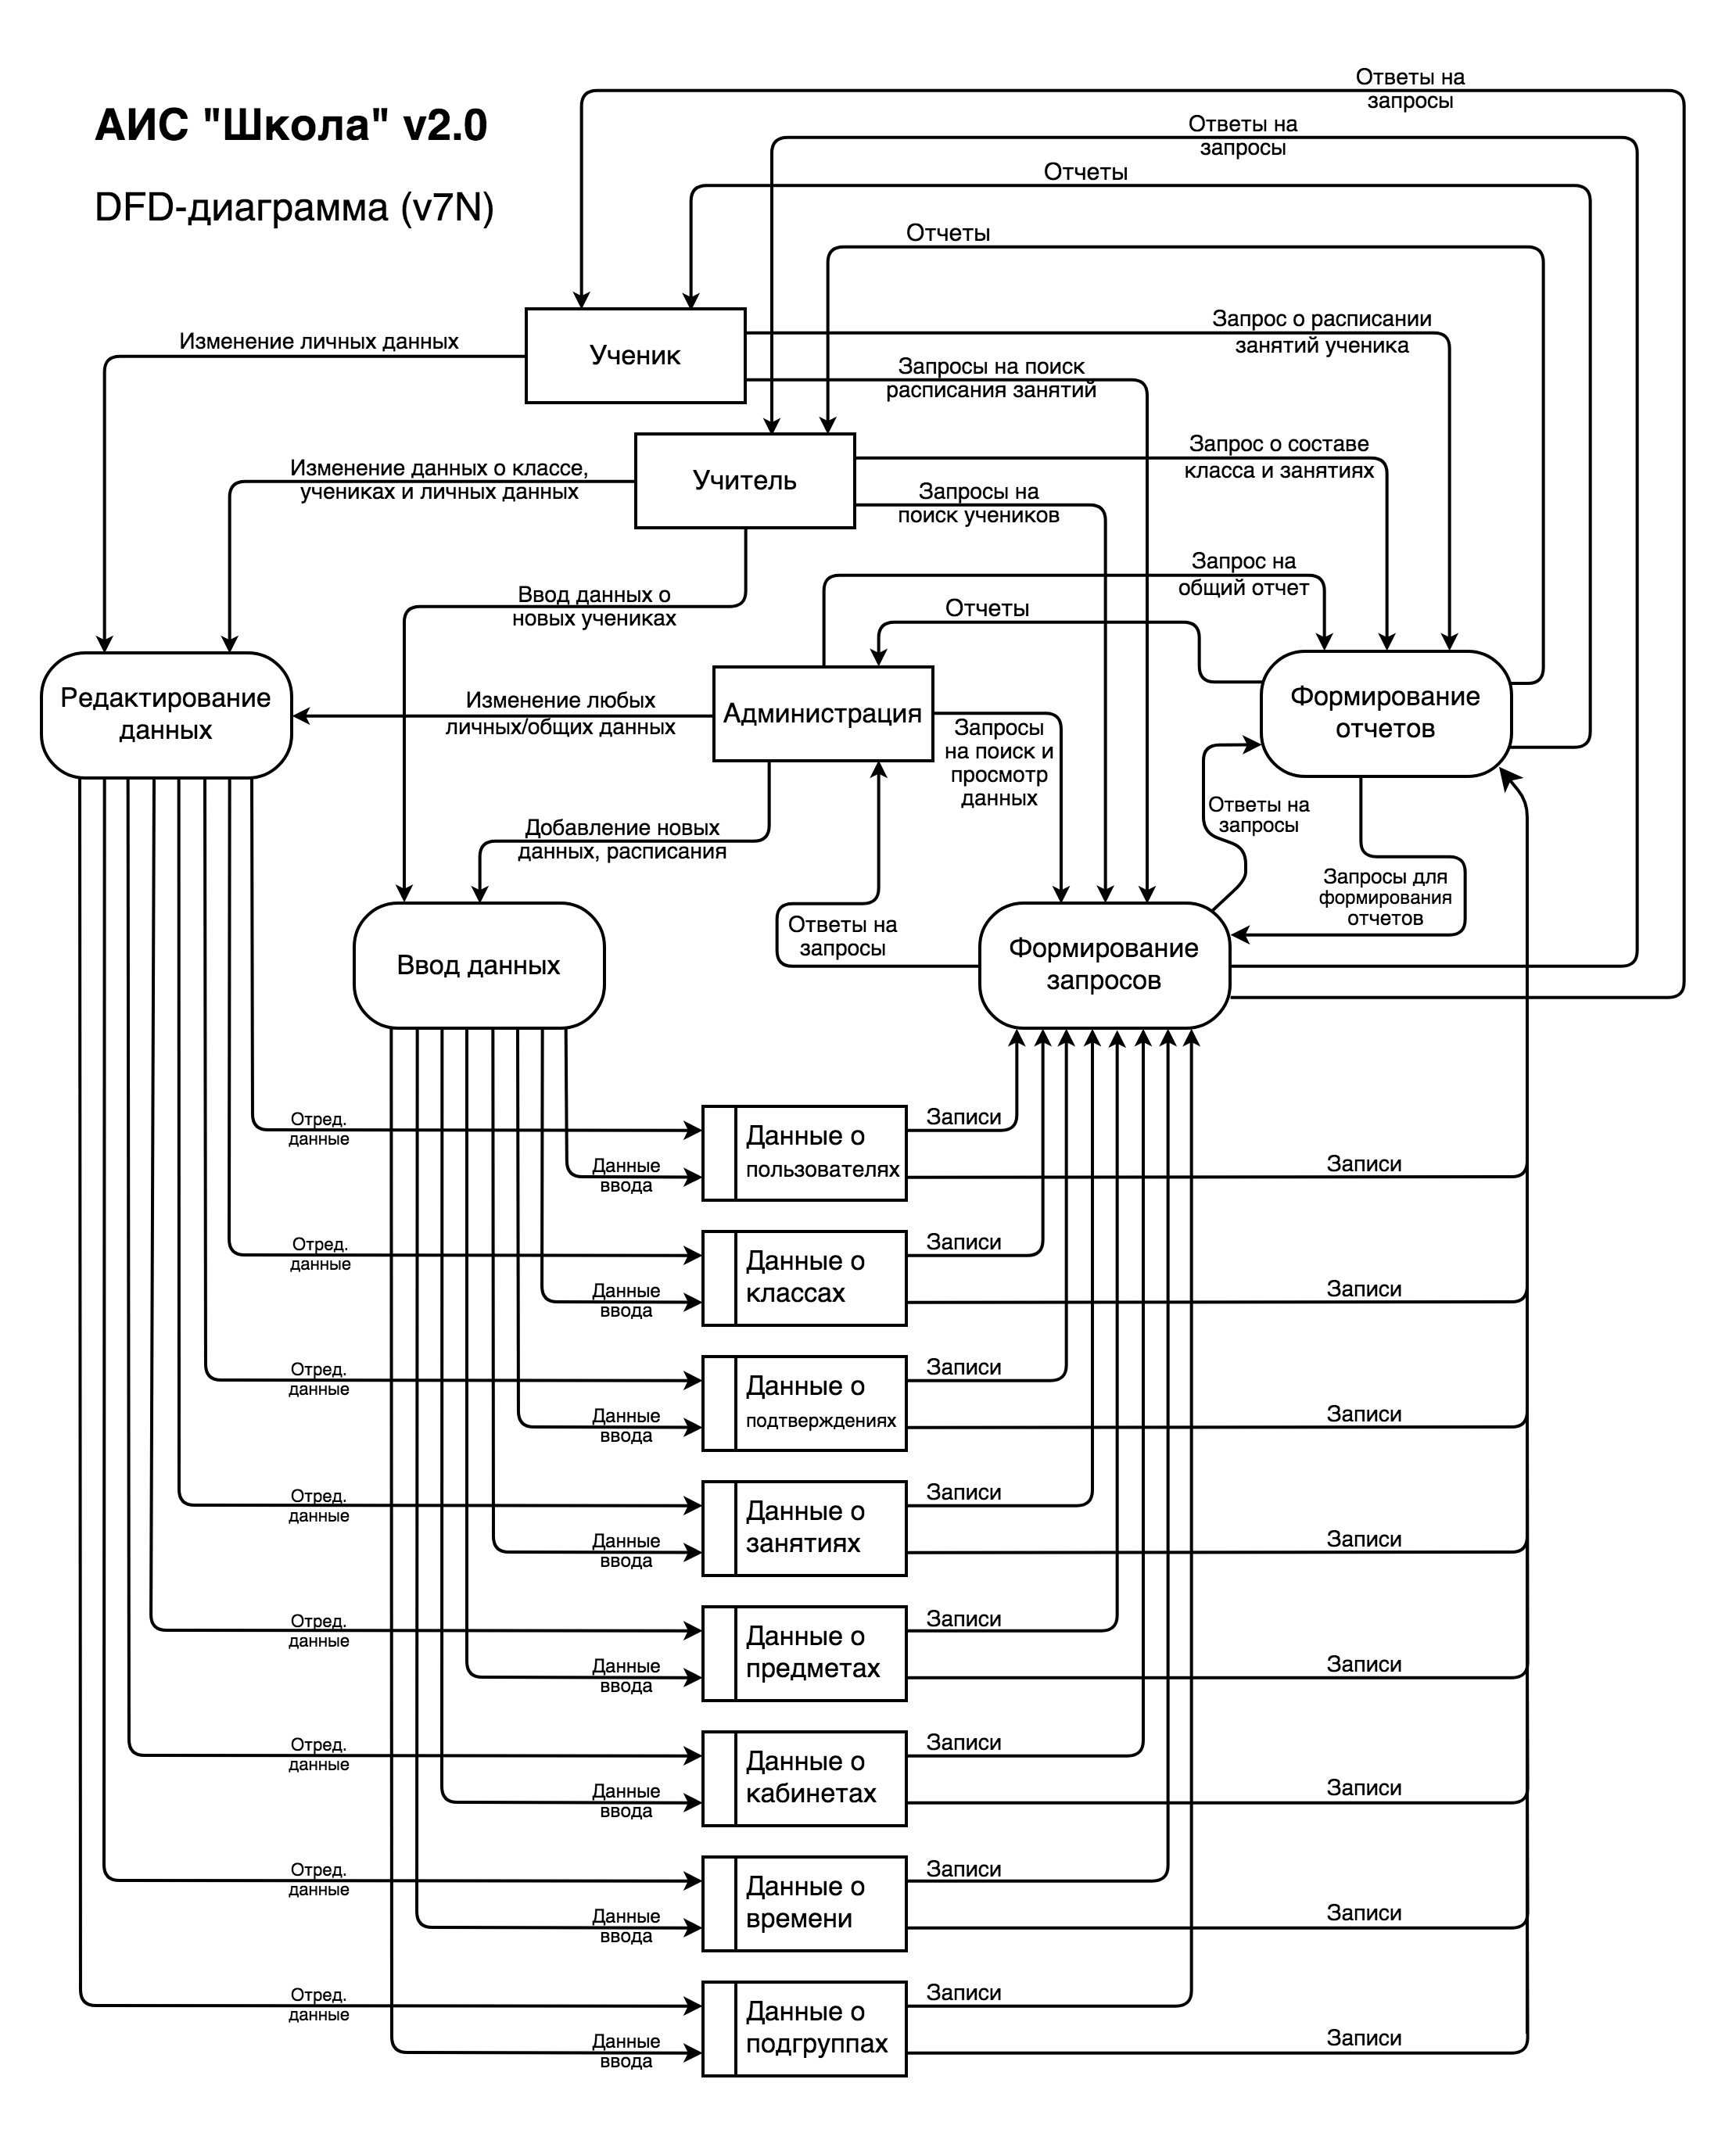 АИС "Школа" v2.0
DFD-диаграмма (v7N)
Ответы на
запросы
Ответы на
запросы
Отчеты
Отчеты
Ученик
Изменение личных данных
Запрос о расписании
занятий ученика
Запросы на поиск
расписания занятий
Учитель
Изменение данных о классе,
учениках и личных данных
Запрос о составе
класса и занятиях
Запросы на
поиск учеников
Ввод данных о
новых учениках
Запрос на
общий отчет
Отчеты
Редактирование
данных
Изменение любых
личных/общих данных
Администрация
Запросы
на поиск и
просмотр
данных
Формирование
отчетов
Добавление новых
данных, расписания
Ответы на
запросы
Запросы для
формирования
отчетов
Ввод данных
Ответы на
запросы
Формирование
запросов
Отред.
данные
Данные
ввода
Данные о
пользователях
Записи
Записи
Отред.
данные
Данные
ввода
Данные о
классах
Записи
Записи
Отред.
данные
Данные
ввода
Данные о
подтверждениях
Записи
Записи
Отред.
данные
Данные
ввода
Данные о
занятиях
Записи
Записи
Отред.
данные
Данные
ввода
Данные о
предметах
Записи
Записи
Отред.
данные
Данные
ввода
Данные о
кабинетах
Записи
Записи
Отред.
данные
Данные
ввода
Данные о
времени
Записи
Записи
Отред.
данные
Данные
ввода
Данные о
подгруппах
Записи
Записи